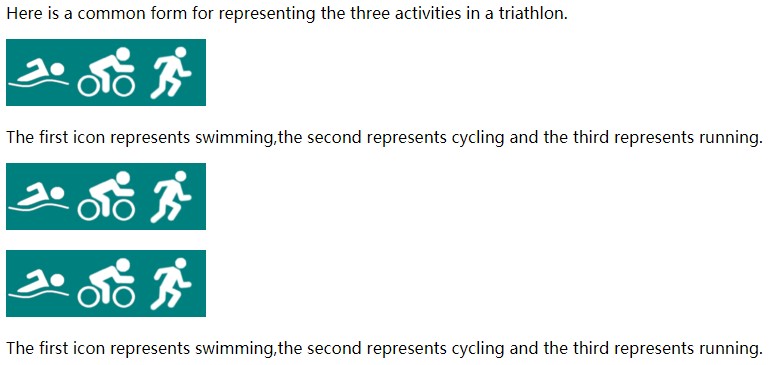 Here is a common form for representing the three activities in a triathlon.
The first icon represents swimming,the second represents cycling and the third represents running.
The first icon represents swimming,the second represents cycling and the third represents running.